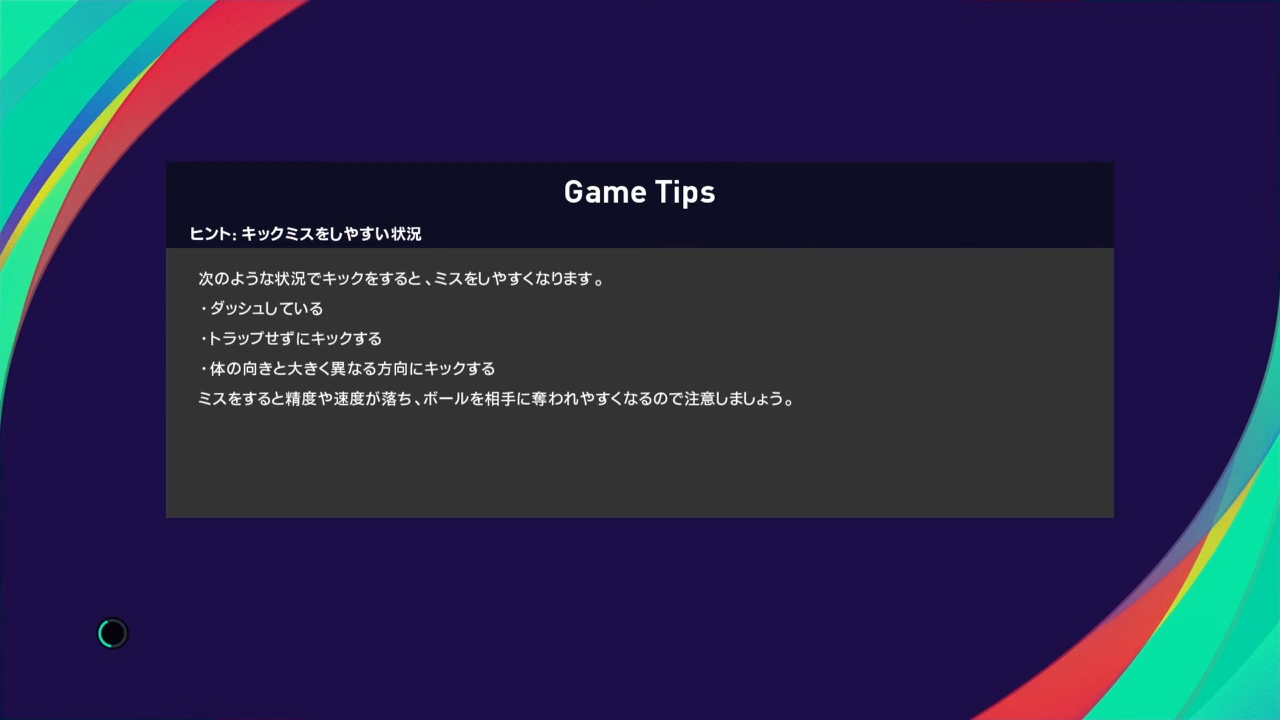 Game Tips
ヒント: キックミスをしやすい状況
次のような状況でキックをすると、ミスをしやすくなります。
・ダッシュしている
・トラップせずにキックする
・体の向きと大きく異なる方向にキックする
ミスをすると精度や速度が落ち、ボールを相手に奪われやすくなるので注意しましょう。